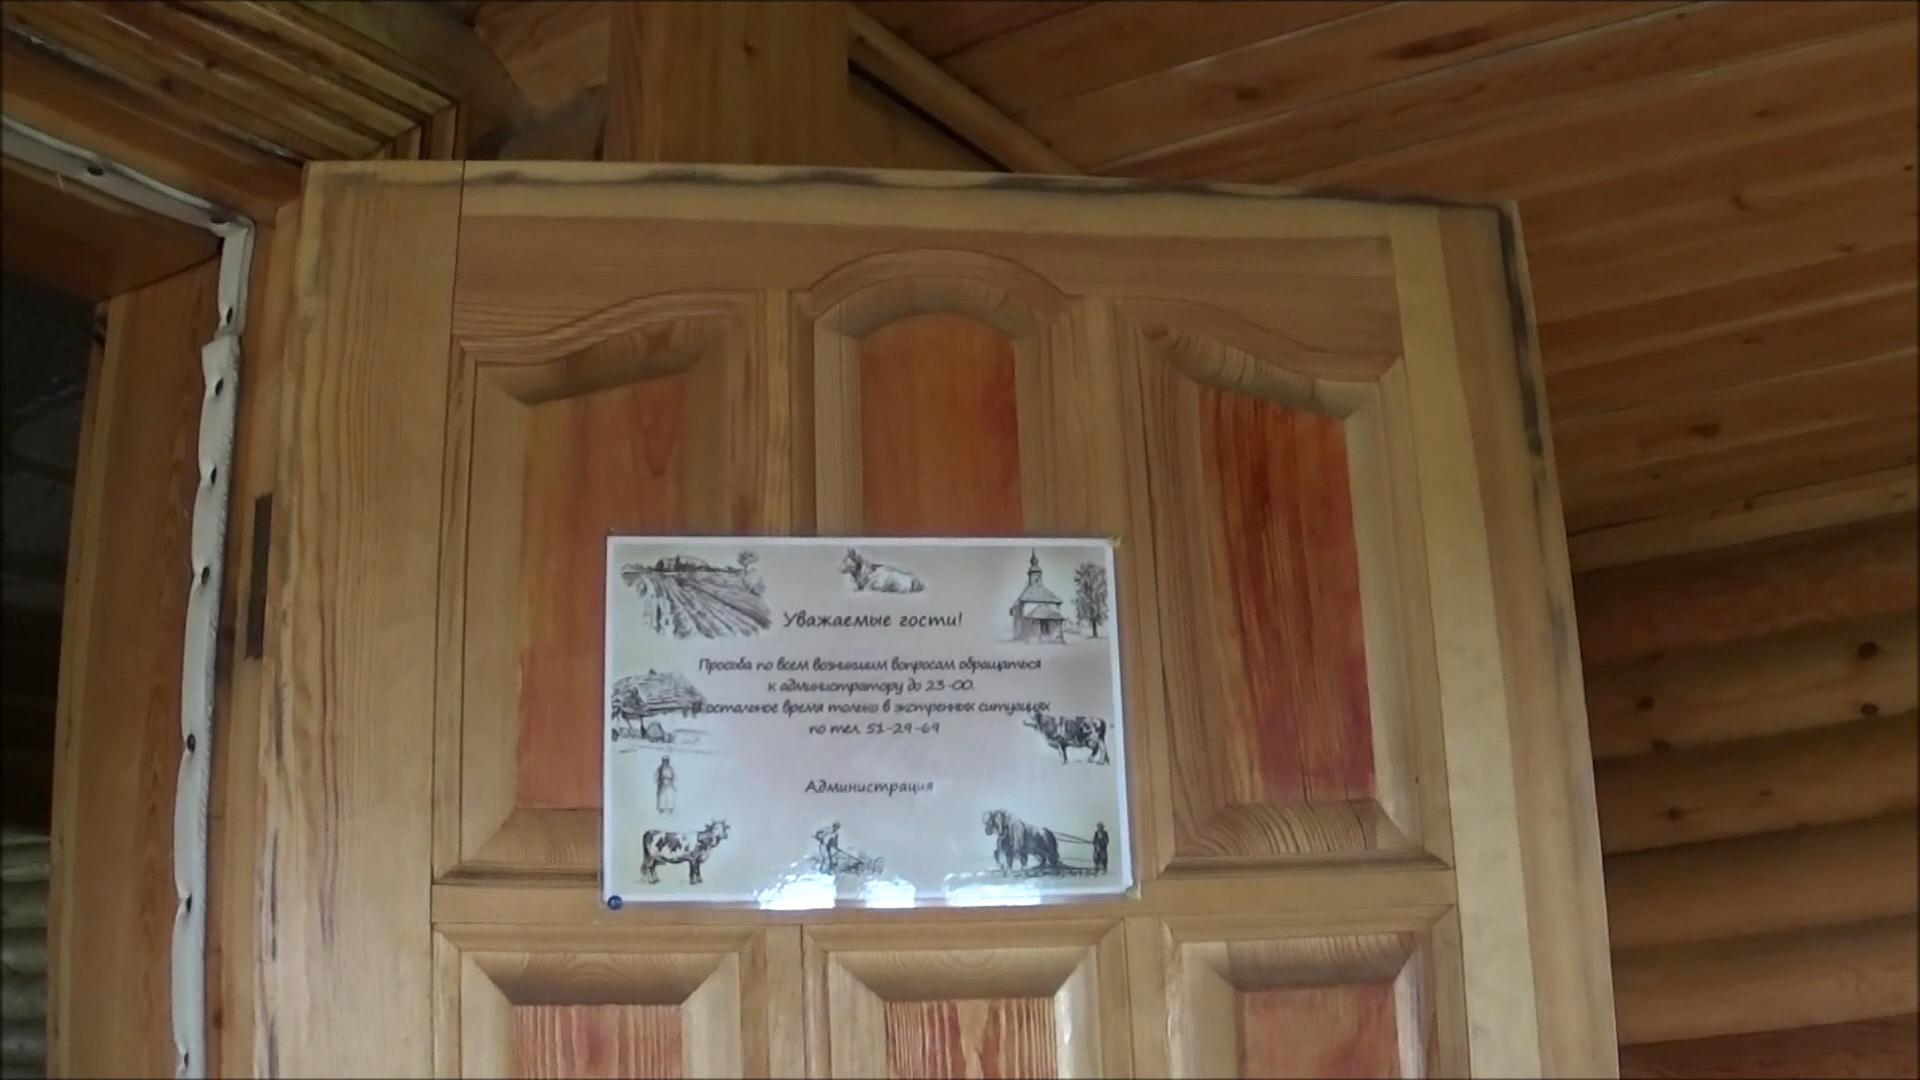 Уважаемые гости!
Просьба по всем возникшим вопросам обращаться
к администратору до 23-00.
В остальное время только в экстренных ситуациях
по тел. 51-29-69
Администрация